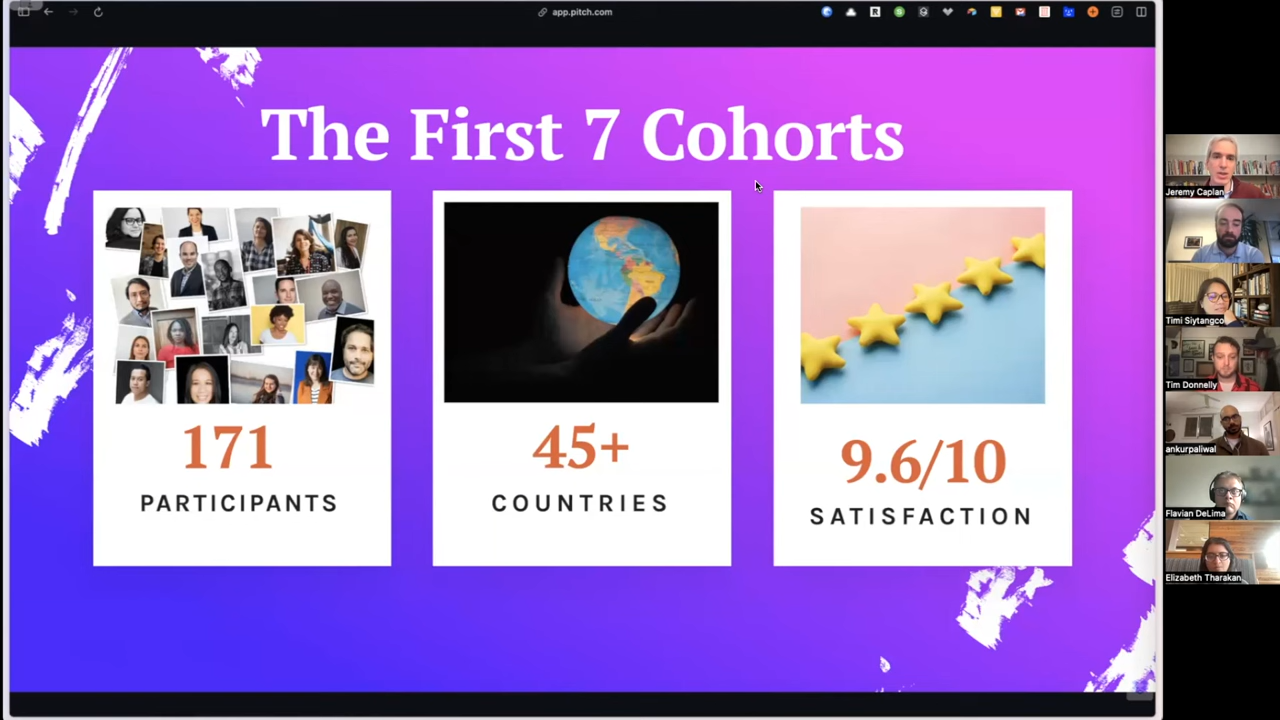 app.pitch.com
The First 7 Cohorts
171
PARTICIPANTS
45+
COUNTRIES
9.6/10
SATISFACTION
Jeremy Caplan
Timi Siytangco
Tim Donnelly
ankurpaliwal
Flavian DeLima
Elizabeth Tharakan